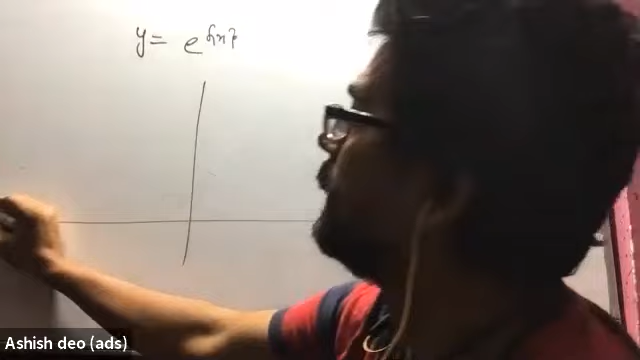 y = e^{{x}}
Ashish deo (ads)